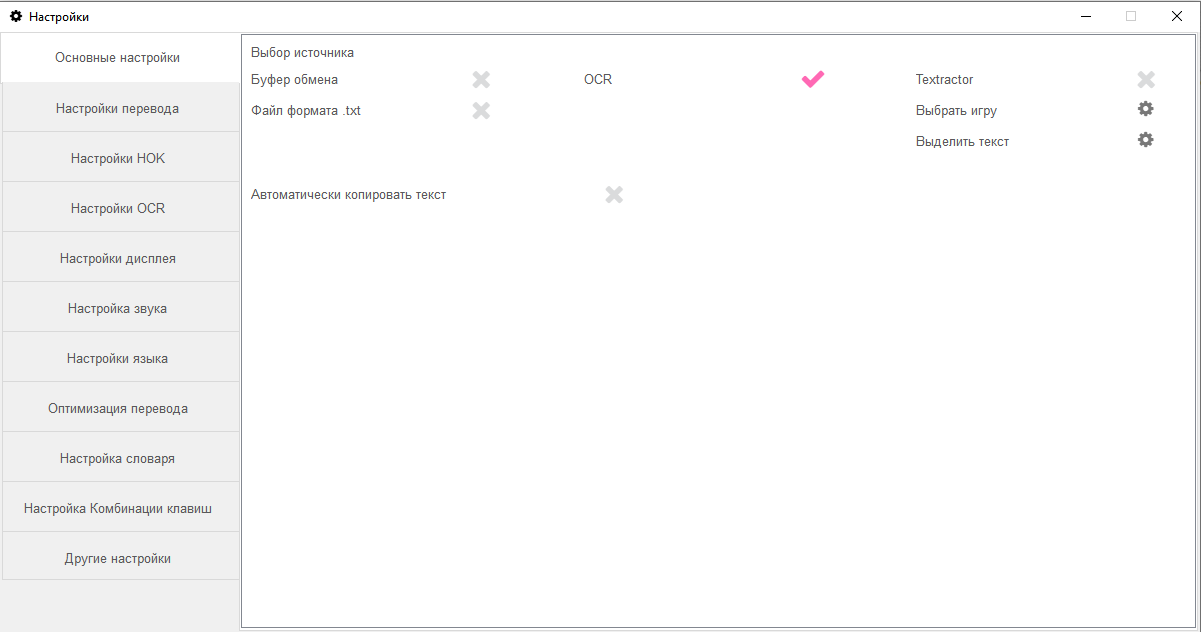 Настройки
Основные настройки
Настройки перевода
Настройки HOK
Настройки OCR
Настройки дисплея
Настройка звука
Настройки языка
Оптимизация перевода
Настройка словаря
Настройка Комбинации клавиш
Другие настройки
Выбор источника
Буфер обмена OCR Textractor
Файл формата .txt Выбрать игру
Выделить текст
Автоматически копировать текст